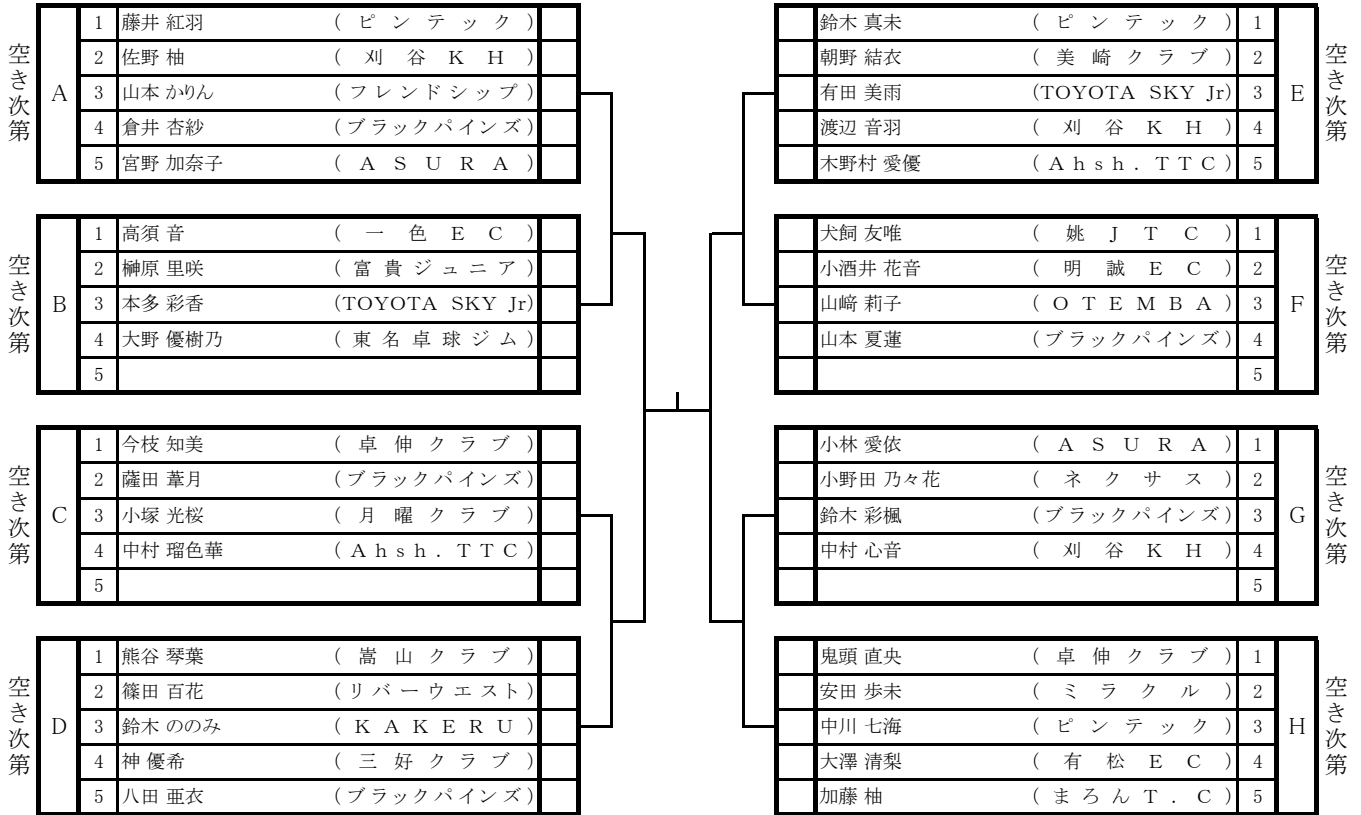 空き次第
A
1 藤井 紅羽 (ピンテック)
2 佐野 柚 (刈谷KH)
3 山本 かりん (フレンドシップ)
4 倉井 杏紗 (ブラックパインズ)
5 宮野 加奈子 (ASURA)
空き次第
B
1 高須 音 (一色EC)
2 榊原 里咲 (富貴ジュニア)
3 本多 彩香 (TOYOTA SKY Jr)
4 大野 優樹乃 (東名卓球ジム)
5
空き次第
C
1 今枝 知美 (卓伸クラブ)
2 薩田 葦月 (ブラックパインズ)
3 小塚 光桜 (月曜クラブ)
4 中村 瑠色華 (Ahsh.TTC)
5
空き次第
D
1 熊谷 琴葉 (嵩山クラブ)
2 篠田 百花 (リバーウエスト)
3 鈴木 ののみ (KAKERU)
4 神 優希 (三好クラブ)
5 八田 亜衣 (ブラックパインズ)
鈴木 真未 (ピンテック) 1
朝野 結衣 (美崎クラブ) 2
有田 美雨 (TOYOTA SKY Jr) 3
渡辺 音羽 (刈谷KH) 4
木野村 愛優 (Ahsh.TTC) 5
E
空き次第
犬飼 友唯 (姚JTC) 1
小酒井 花音 (明誠EC) 2
山﨑 莉子 (OTEMBA) 3
山本 夏蓮 (ブラックパインズ) 4
5
F
空き次第
小林 愛依 (ASURA) 1
小野田 乃々花 (ネクサス) 2
鈴木 彩楓 (ブラックパインズ) 3
中村 心音 (刈谷KH) 4
5
G
空き次第
鬼頭 直央 (卓伸クラブ) 1
安田 歩未 (ミラクル) 2
中川 七海 (ピンテック) 3
大澤 清梨 (有松EC) 4
加藤 柚 (まろんT.C) 5
H
空き次第